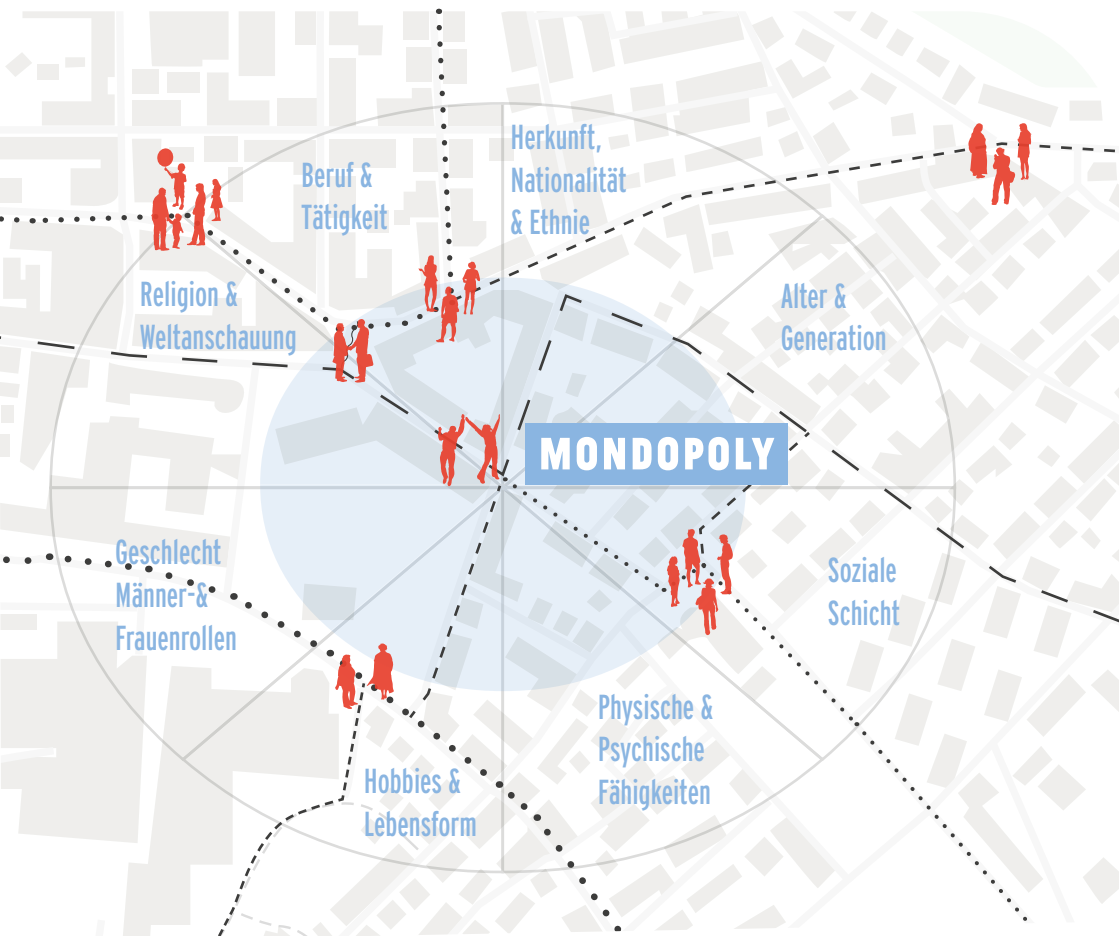 Herkunft,
Nationalität
& Ethnie
Beruf &
Tätigkeit
Religion &
Weltanschauung
Alter &
Generation
MONDOPOLY
Geschlecht
Männer-&
Frauenrollen
Soziale
Schicht
Physische &
Psychische
Fähigkeiten
Hobbies &
Lebensform